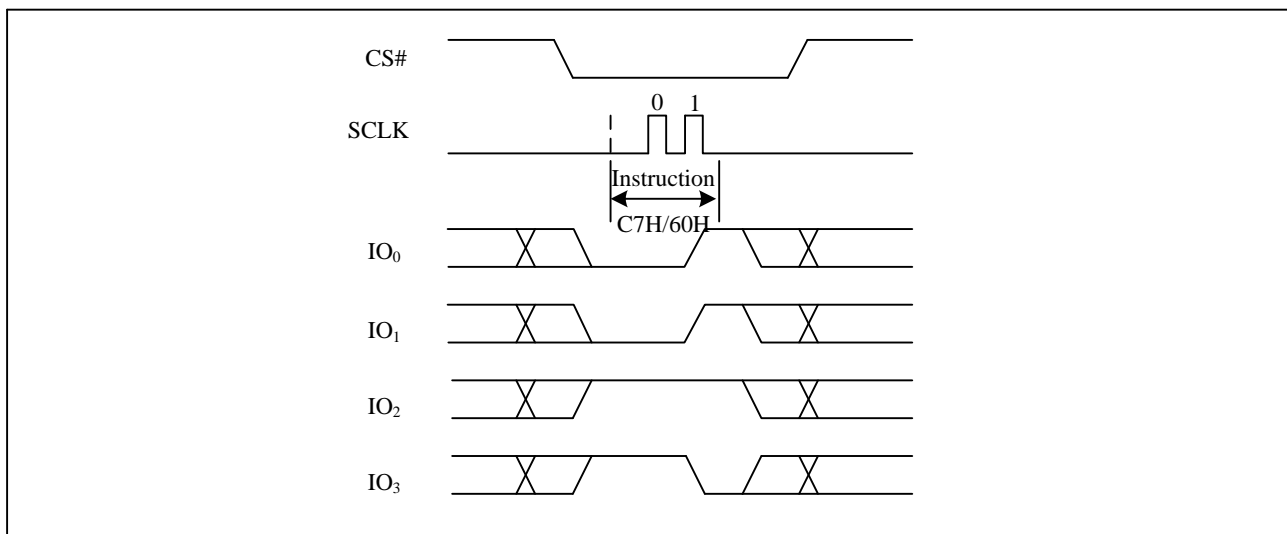 CS#
0 1
SCLK
Instruction
C7H/60H
IO0
IO1
IO2
IO3